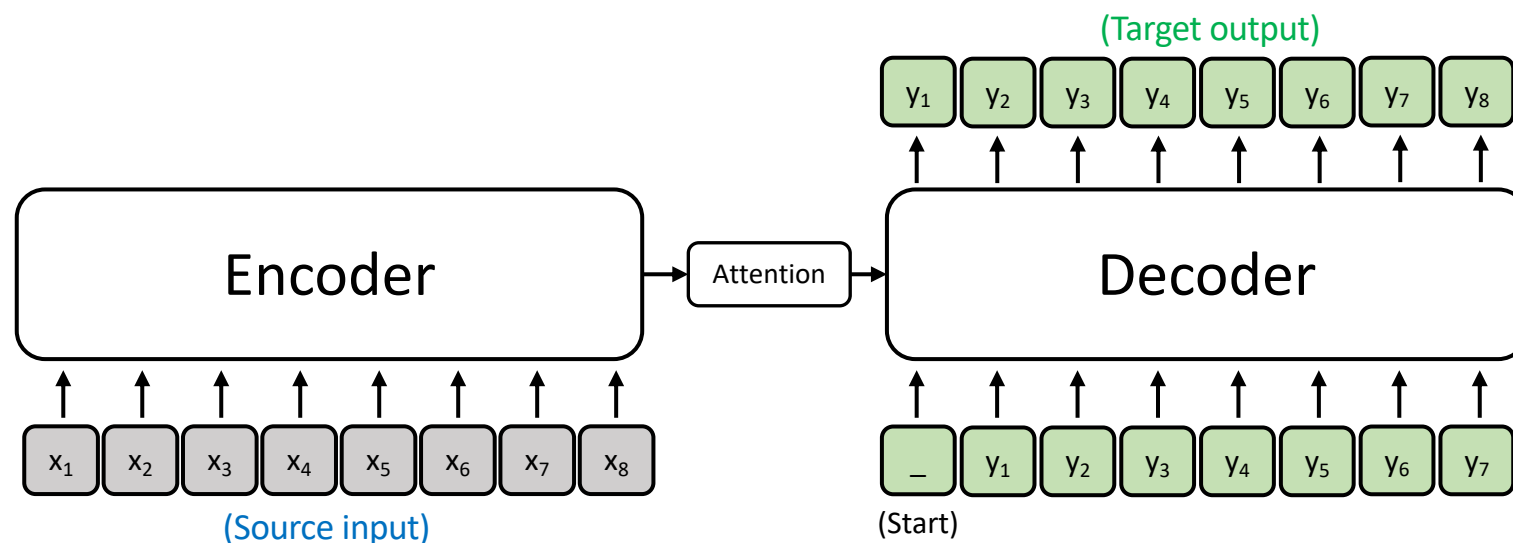 (Target output)
y₁ y₂ y₃ y₄ y₅ y₆ y₇ y₈
Encoder
Attention
Decoder
x₁ x₂ x₃ x₄ x₅ x₆ x₇ x₈
_ y₁ y₂ y₃ y₄ y₅ y₆ y₇
(Source input)
(Start)